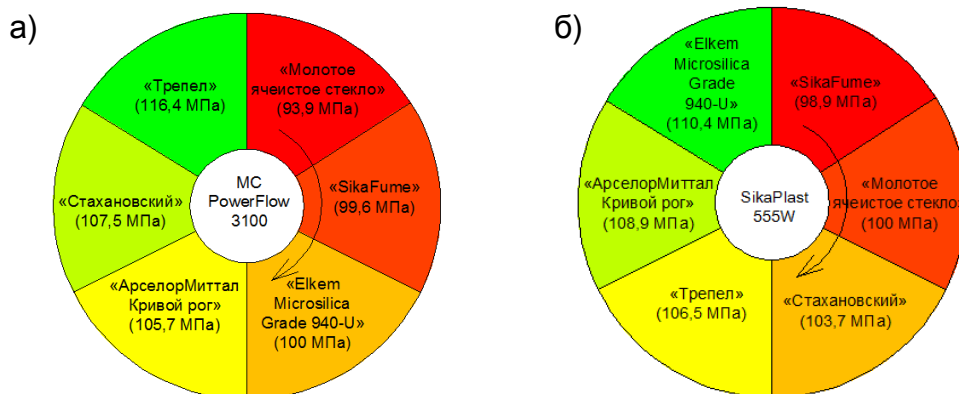 а)
«Трепел»
(116,4 МПа)
«Молотое
ячеистое стекло»
(93,9 МПа)
«Стахановский»
(107,5 МПа)
MC
PowerFlow
3100
«SikaFume»
(99,6 МПа)
«АрселорМиттал
Кривой рог»
(105,7 МПа)
«Elkem
Microsilica
Grade 940-U»
(100 МПа)
б)
«Elkem
Microsilica
Grade
940-U»
(110,4 МПа)
«SikaFume»
(98,9 МПа)
«АрселорМиттал
Кривой рог»
(108,9 МПа)
SikaPlast
555W
«Молотое
ячеистое стекло»
(100 МПа)
«Трепел»
(106,5 МПа)
«Стахановский»
(103,7 МПа)